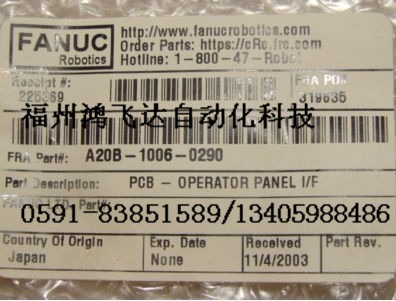 FANUC
Robotics
http://www.fanucrobotics.com
Order Parts: https://cRc.frc.com
Hotline: 1-800-47-Robot
Receipt #:
225369
FRA PO#
319635
福州鸿飞达自动化科技
FRA Part#: A20B-1006-0290
Part Description: PCB - OPERATOR PANEL I/F
LTD Part#:
0591-83851589/13405988486
Country Of Origin
Japan
Exp. Date
None
Received
11/4/2003
Part Rev.